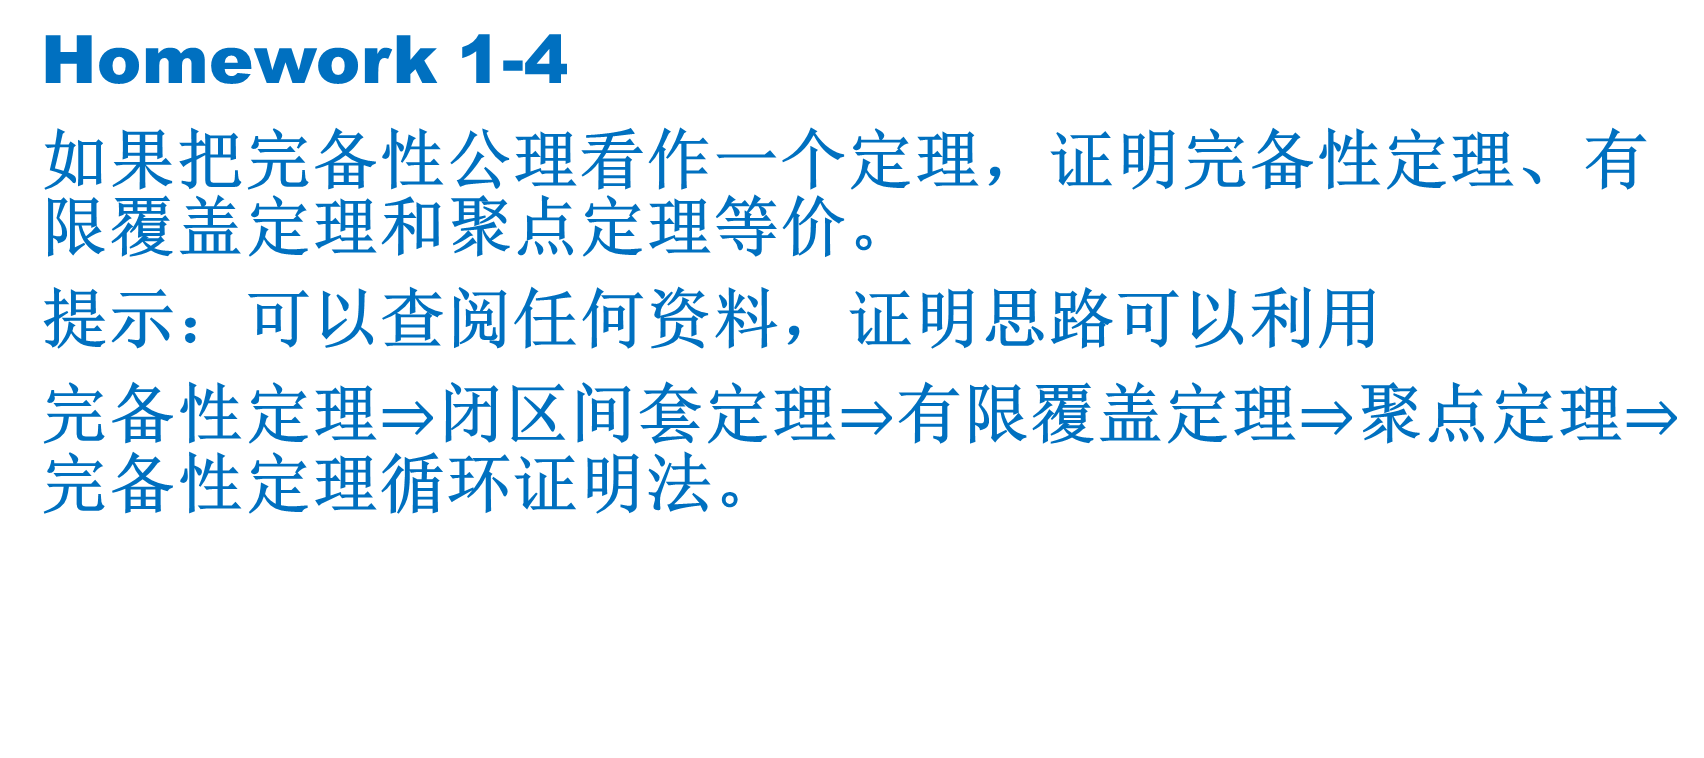 Homework 1-4
如果把完备性公理看作一个定理，证明完备性定理、有
限覆盖定理和聚点定理等价。
提示：可以查阅任何资料，证明思路可以利用
完备性定理⇒闭区间套定理⇒有限覆盖定理⇒聚点定理⇒
完备性定理循环证明法。